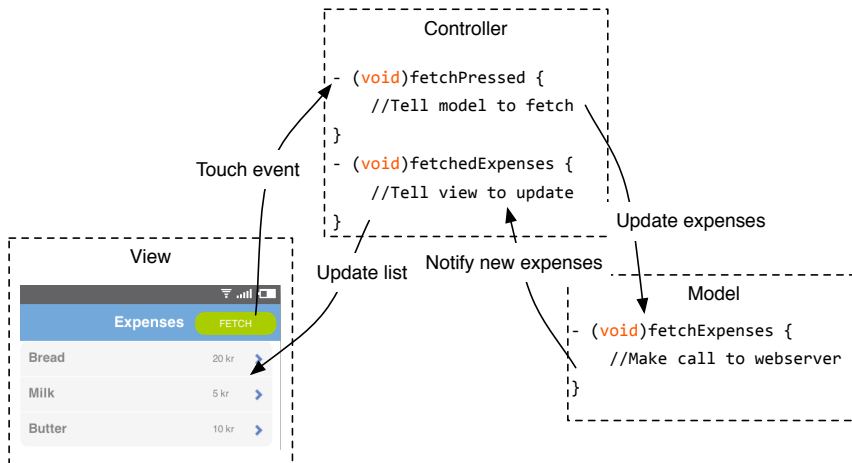 Controller
- (void)fetchPressed {
//Tell model to fetch
}
- (void)fetchedExpenses {
//Tell view to update
}
Touch event
Update expenses
Update list
Notify new expenses
View
Expenses
FETCH
Bread 20 kr
Milk 5 kr
Butter 10 kr
Model
- (void)fetchExpenses {
//Make call to webserver
}